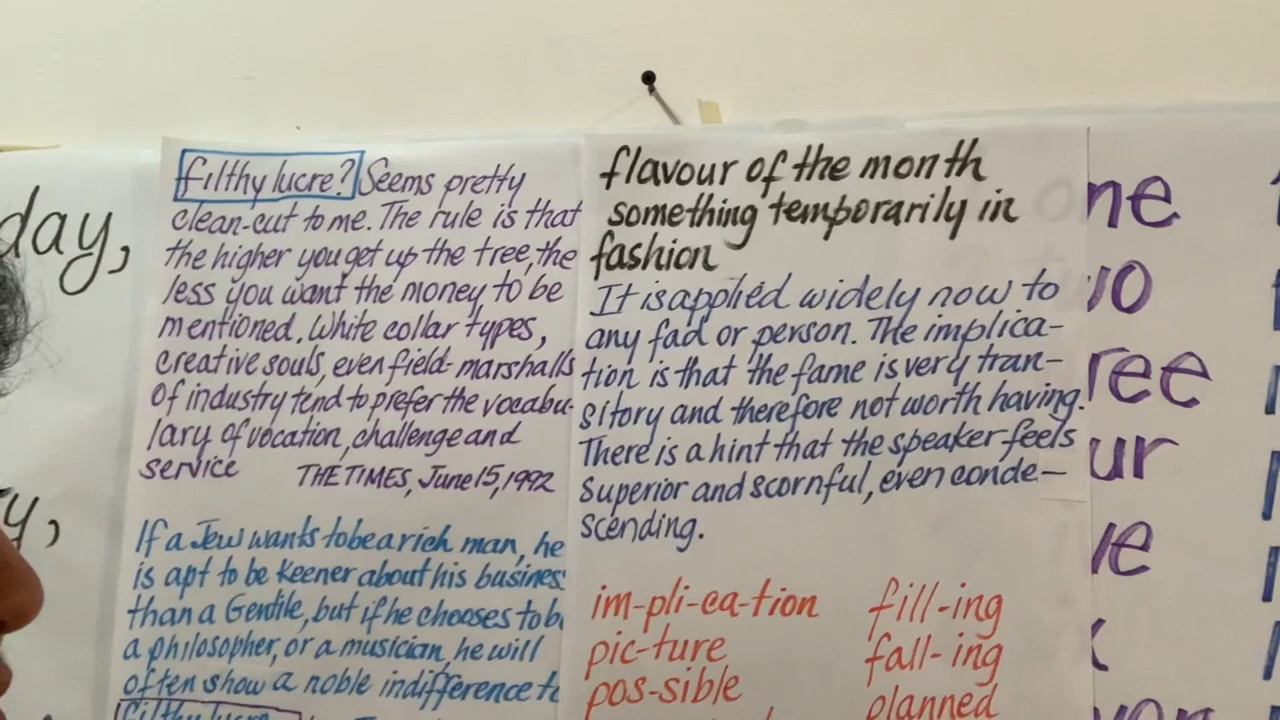 day,
y,
filthy lucre? Seems pretty
clean-cut to me. The rule is that
the higher you get up the tree, the
less you want the money to be
mentioned. White collar types,
creative souls, even field-marshalls
of industry tend to prefer the vocabu-
lary of vocation, challenge and
service THE TIMES, June 15, 1992
If a Jew wants to be a rich man, he
is apt to be keener about his business
than a Gentile, but if he chooses to be
a philosopher, or a musician, he will
often show a noble indifference to
filthy lucre
flavour of the month
something temporarily in
fashion
It is applied widely now to
any fad or person. The implica-
tion is that the fame is very tran-
sitory and therefore not worth having.
There is a hint that the speaker feels
superior and scornful, even conde-
scending.
im-pli-ca-tion fill-ing
pic-ture fall-ing
pos-sible planned
ne
wo
ree
ur
ve